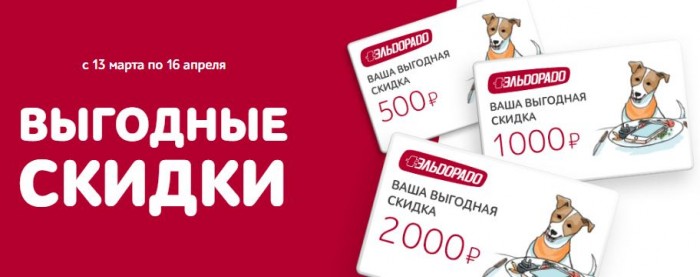 с 13 марта по 16 апреля
ВЫГОДНЫЕ
СКИДКИ
ЭЛЬДОРАДО
ВАША ВЫГОДНАЯ
СКИДКА
500 ₽
ЭЛЬДОРАДО
ВАША ВЫГОДНАЯ
СКИДКА
1000 ₽
ЭЛЬДОРАДО
ВАША ВЫГОДНАЯ
СКИДКА
2000 ₽